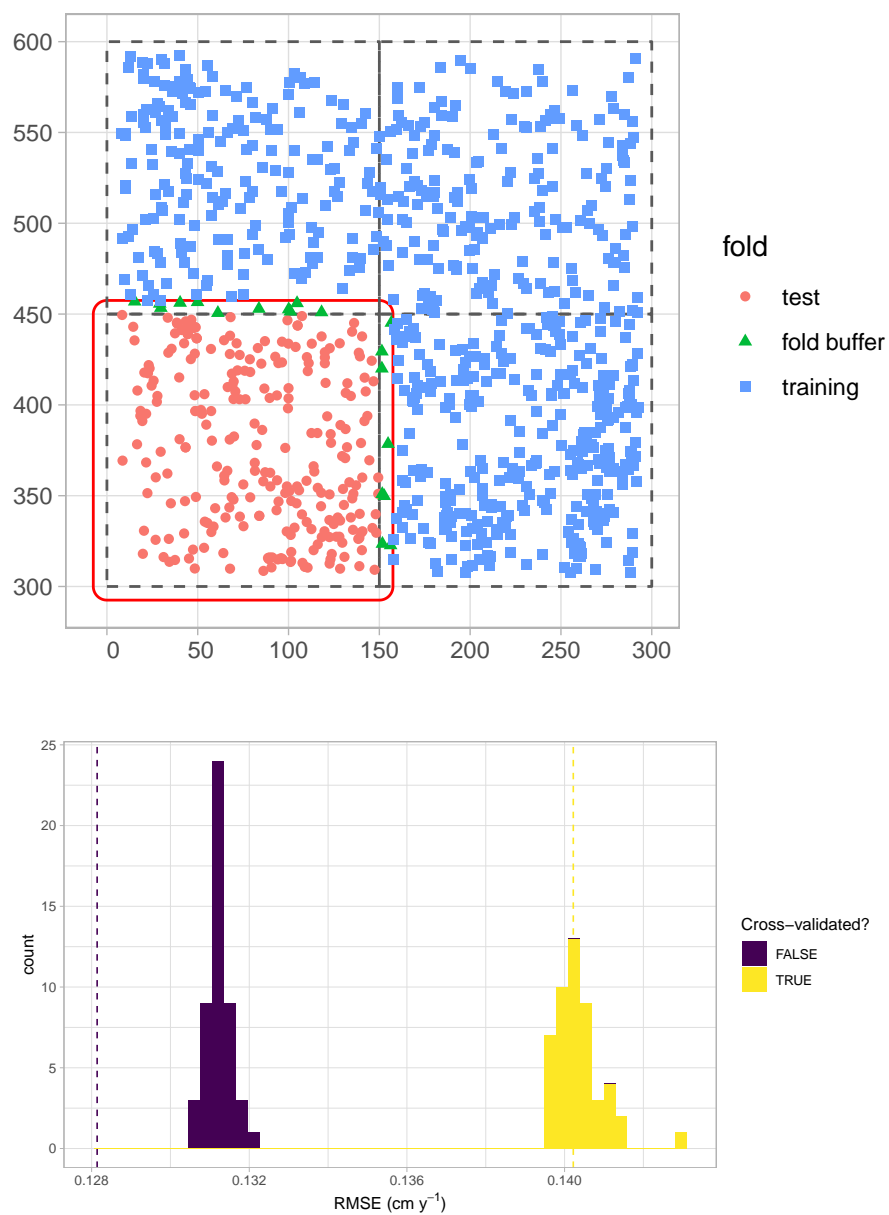 600
550
500
450
400
350
300
0 50 100 150 200 250 300
fold
test
fold buffer
training
25
20
15
10
5
0
count
0.128 0.132 0.136 0.140
RMSE (cm y⁻¹)
Cross−validated?
FALSE
TRUE